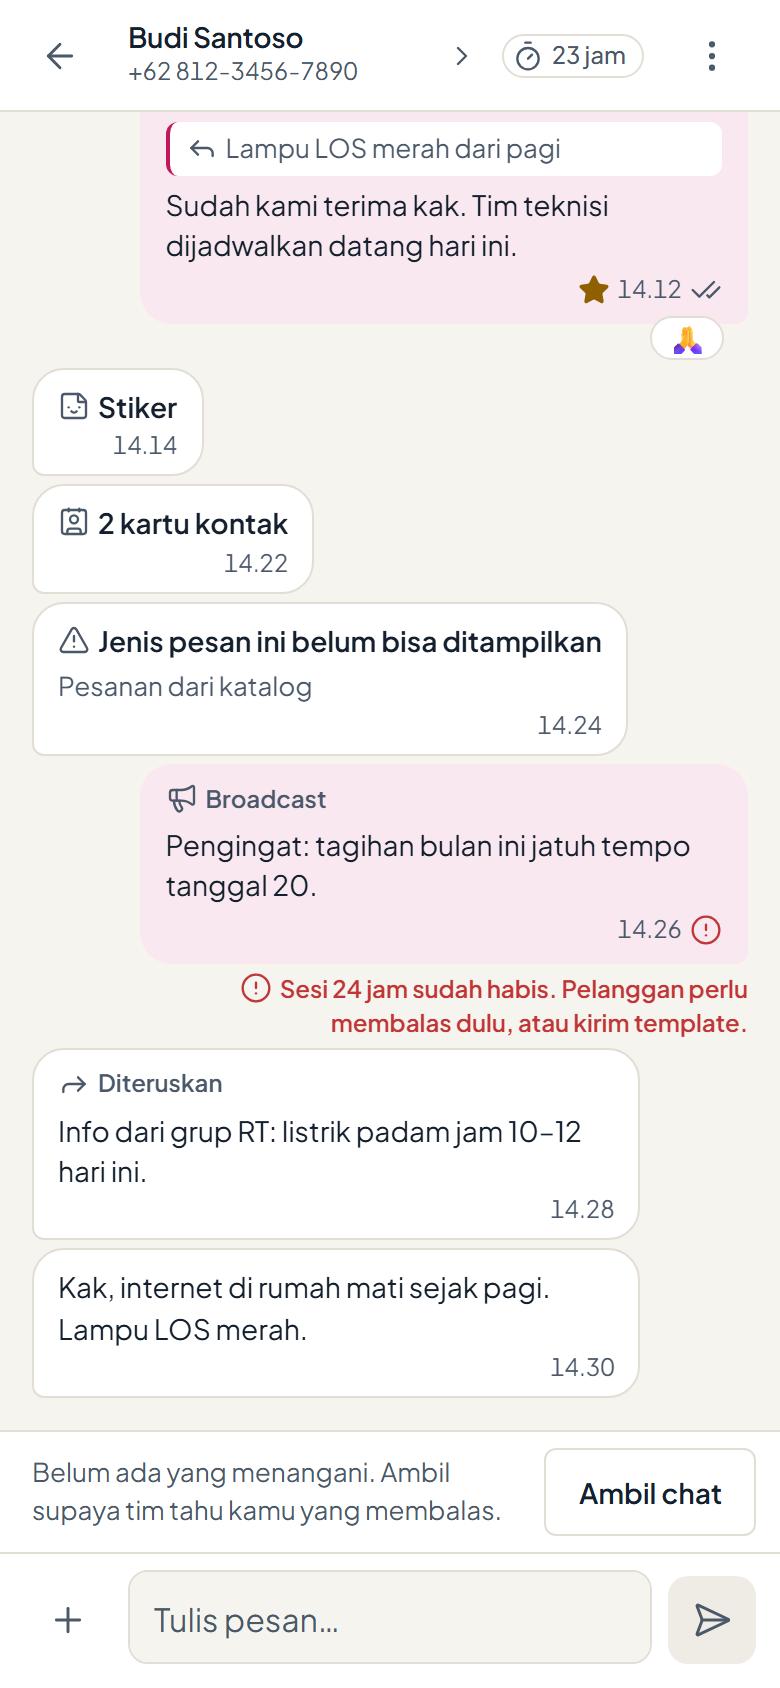 Budi Santoso
+62 812-3456-7890
23 jam
Lampu LOS merah dari pagi
Sudah kami terima kak. Tim teknisi
dijadwalkan datang hari ini.
14.12
Stiker
14.14
2 kartu kontak
14.22
Jenis pesan ini belum bisa ditampilkan
Pesanan dari katalog
14.24
Broadcast
Pengingat: tagihan bulan ini jatuh tempo
tanggal 20.
14.26
Sesi 24 jam sudah habis. Pelanggan perlu
membalas dulu, atau kirim template.
Diteruskan
Info dari grup RT: listrik padam jam 10–12
hari ini.
14.28
Kak, internet di rumah mati sejak pagi.
Lampu LOS merah.
14.30
Belum ada yang menangani. Ambil
supaya tim tahu kamu yang membalas.
Ambil chat
Tulis pesan…